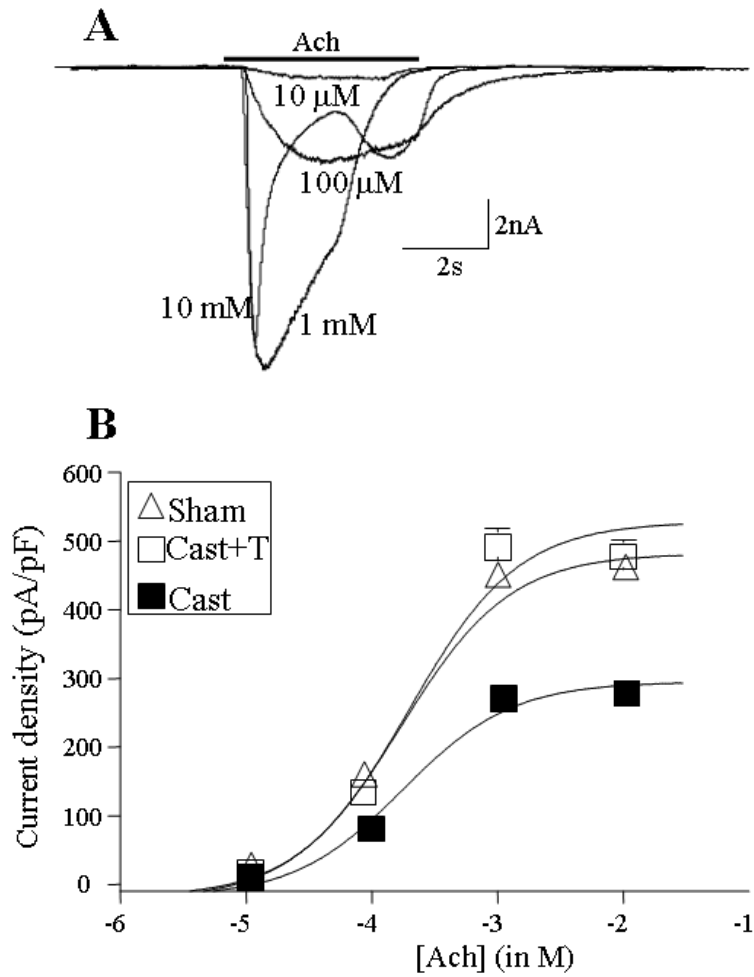 A
Ach
10 µM
100 µM
2nA
2s
10 mM
1 mM
B
600
500
400
300
200
100
0
Current density (pA/pF)
Sham
Cast+T
Cast
-6
-5
-4
-3
-2
-1
[Ach] (in M)